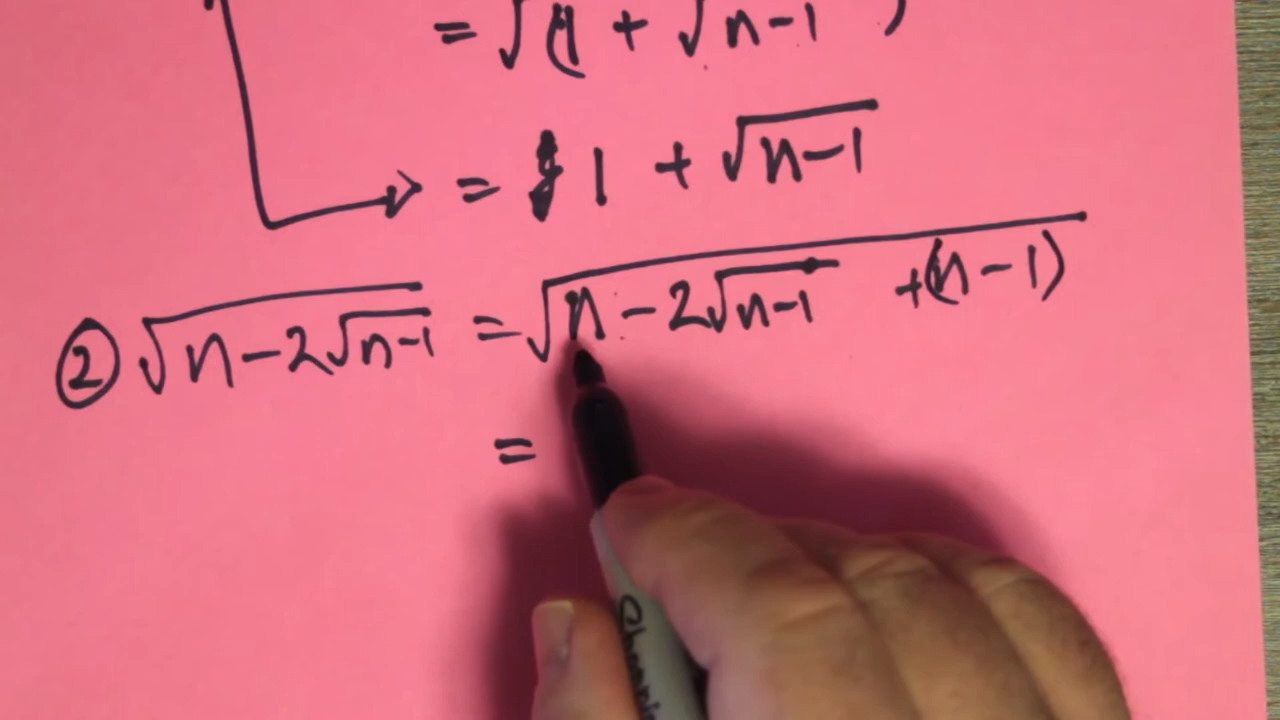 = √(1 + √n-1 )
= 1 + √n-1
② √n-2√n-1 = √n-2√n-1 +(n-1)
=